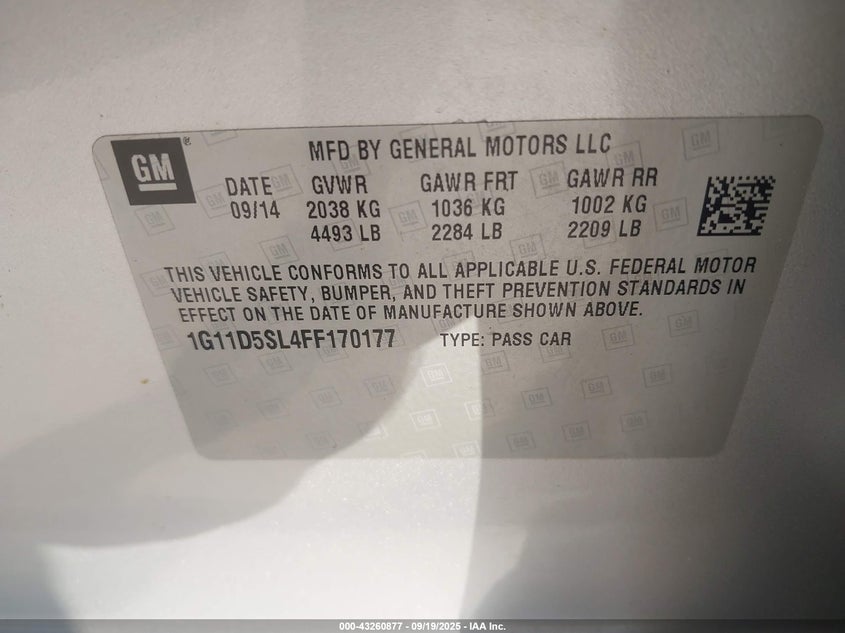 GM ® MFD BY GENERAL MOTORS LLC
DATE GVWR GAWR FRT GAWR RR
09/14 2038 KG 1036 KG 1002 KG
4493 LB 2284 LB 2209 LB
THIS VEHICLE CONFORMS TO ALL APPLICABLE U.S. FEDERAL MOTOR
VEHICLE SAFETY, BUMPER, AND THEFT PREVENTION STANDARDS IN
EFFECT ON THE DATE OF MANUFACTURE SHOWN ABOVE.
1G11D5SL4FF170177 TYPE: PASS CAR
000-43260877 - 09/19/2025 - IAA Inc.